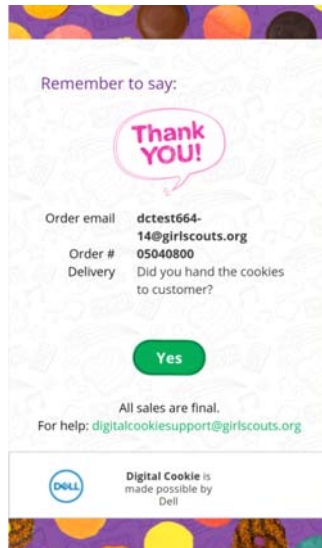 Remember to say:
Thank
YOU!
Order email dctest664-
14@girlscouts.org
Order # 05040800
Delivery Did you hand the cookies
to customer?
Yes
All sales are final.
For help: digitalcookiesupport@girlscouts.org
DELL
Digital Cookie is
made possible by
Dell